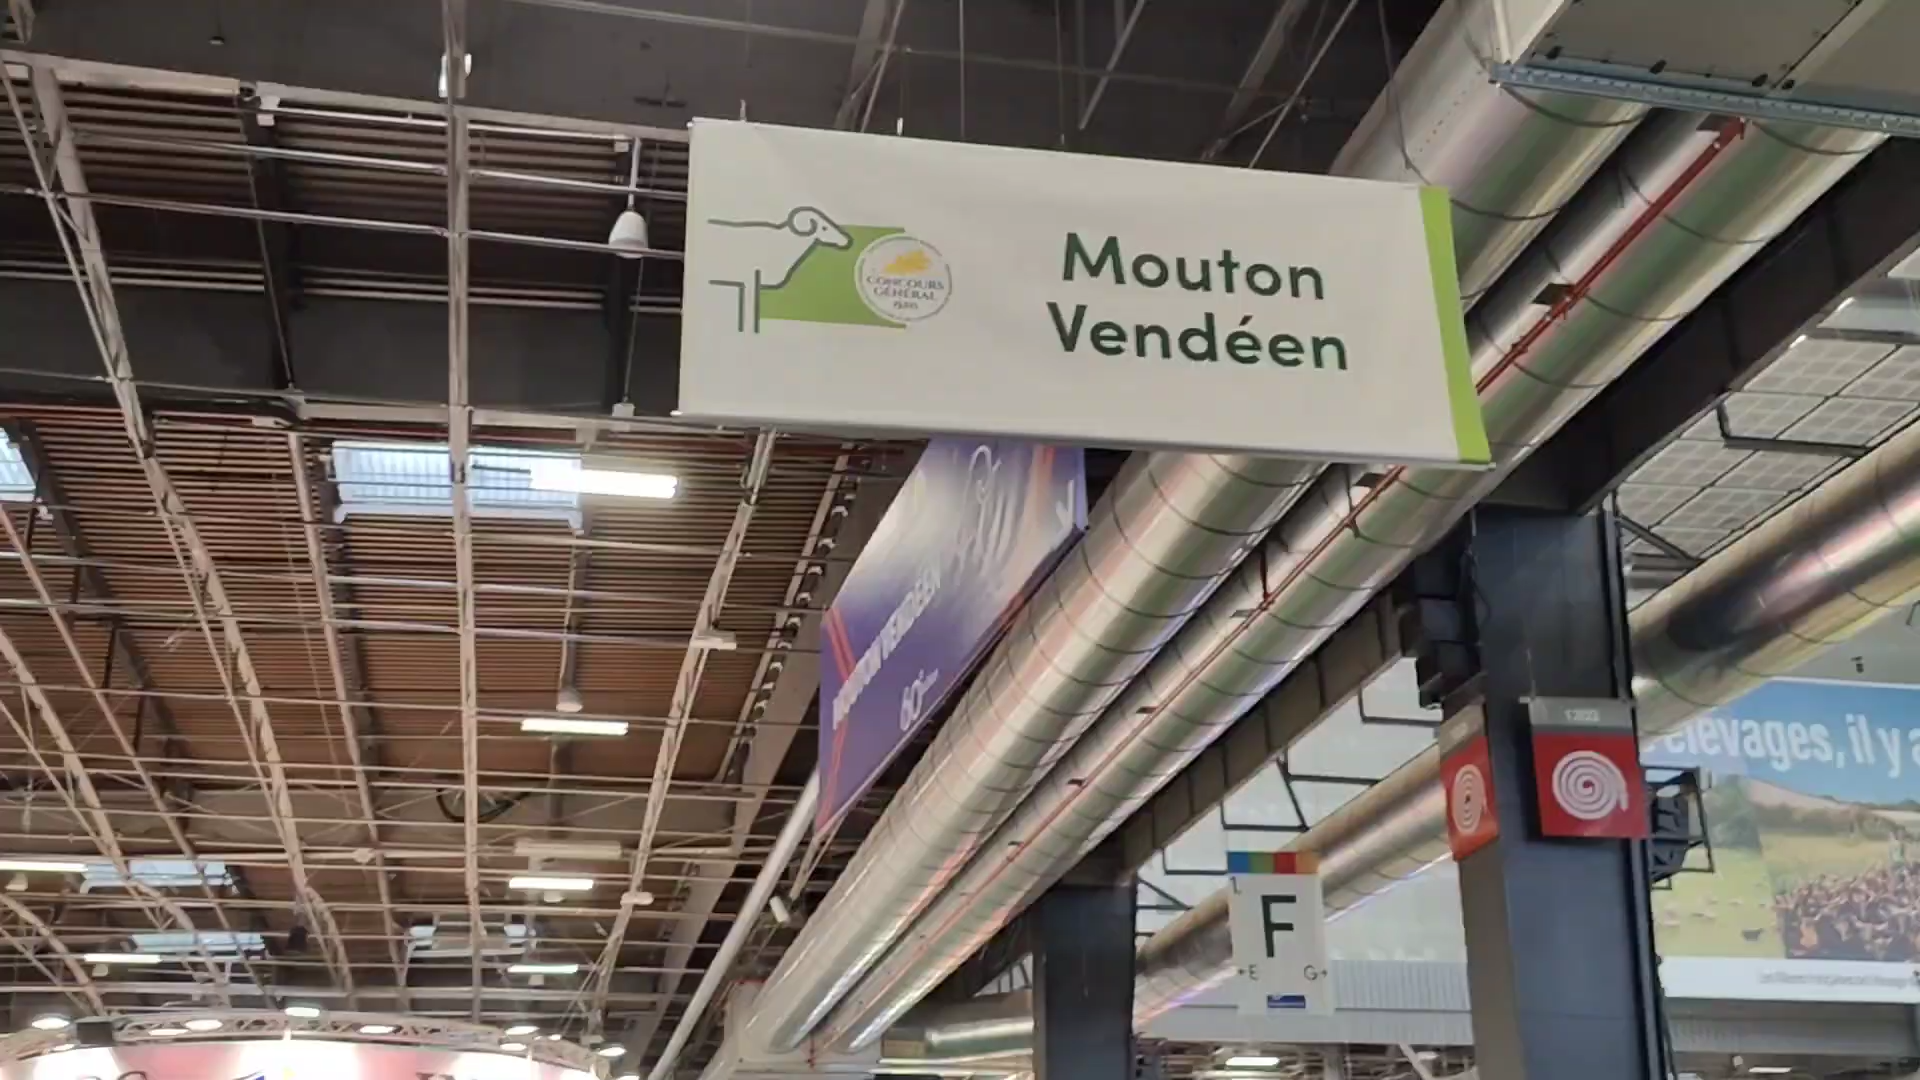 Mouton
Vendéen
CONCOURS
GÉNÉRAL
MOUTON VENDÉEN
60
élevages, il y a
F
E
G